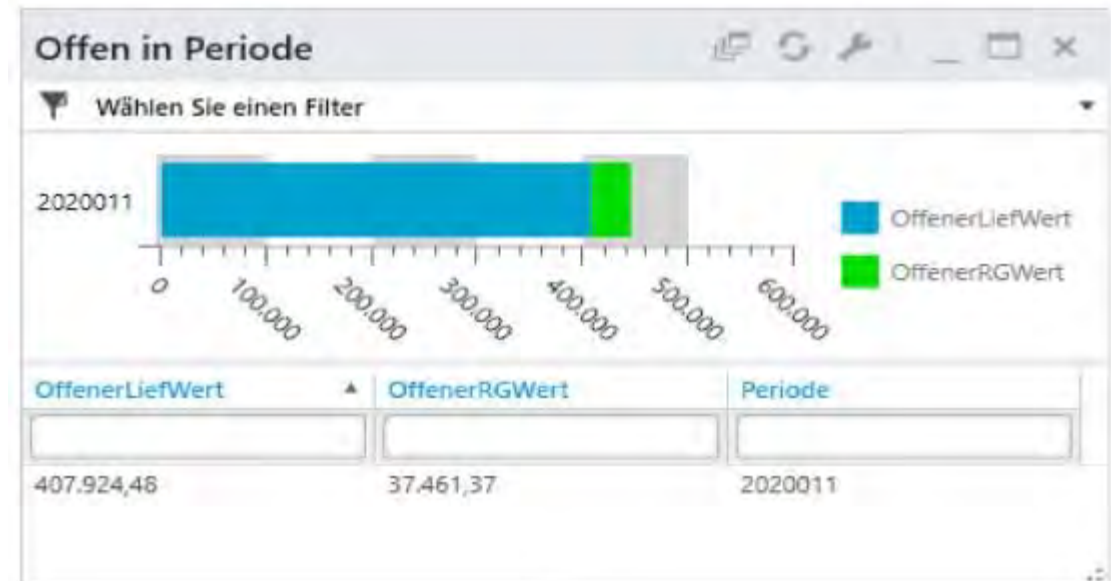 Offen in Periode
Wählen Sie einen Filter
2020011
OffenerLiefWert
OffenerRGWert
0 100.000 200.000 300.000 400.000 500.000 600.000
OffenerLiefWert OffenerRGWert Periode
407.924,48 37.461,37 2020011